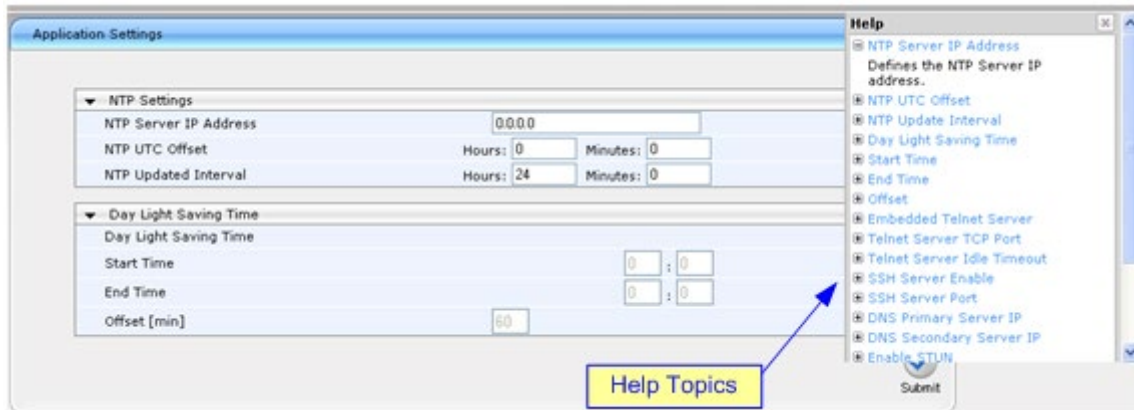 Application Settings
NTP Settings
NTP Server IP Address 0.0.0.0
NTP UTC Offset Hours: 0 Minutes: 0
NTP Updated Interval Hours: 24 Minutes: 0
Day Light Saving Time
Day Light Saving Time
Start Time 0 : 0
End Time 0 : 0
Offset [min] 60
Submit
Help
NTP Server IP Address
Defines the NTP Server IP
address.
NTP UTC Offset
NTP Update Interval
Day Light Saving Time
Start Time
End Time
Offset
Embedded Telnet Server
Telnet Server TCP Port
Telnet Server Idle Timeout
SSH Server Enable
SSH Server Port
DNS Primary Server IP
DNS Secondary Server IP
Enable STUN
Help Topics